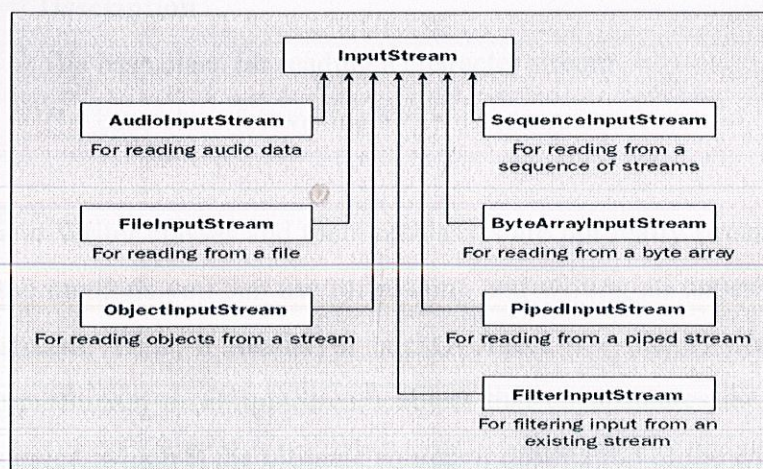 InputStream
AudioInputStream
For reading audio data
SequenceInputStream
For reading from a
sequence of streams
FileInputStream
For reading from a file
ByteArrayInputStream
For reading from a byte array
ObjectInputStream
For reading objects from a stream
PipedInputStream
For reading from a piped stream
FilterInputStream
For filtering input from an
existing stream